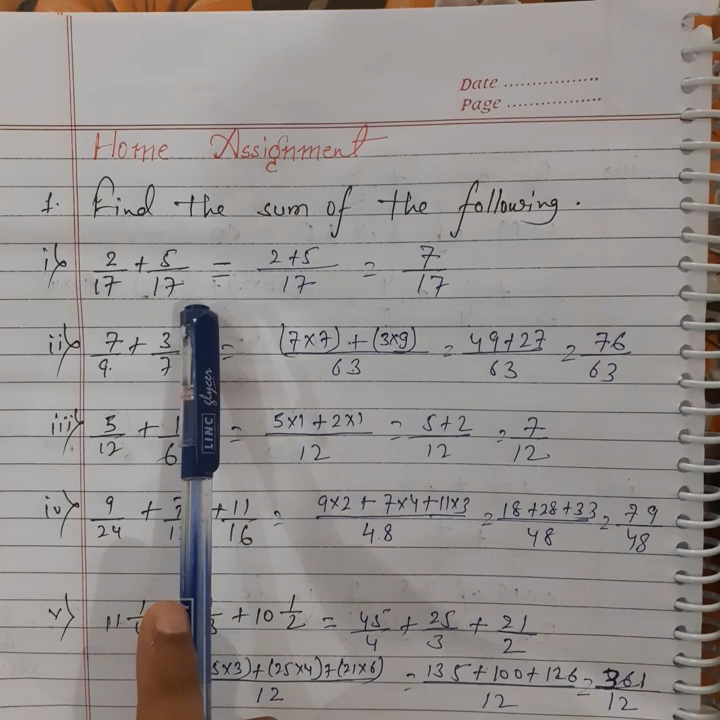 Date ................
Page ................
Home Assignment
1. Find the sum of the following.
i) 2/17 + 5/17 = 2+5/17 = 7/17
ii) 7/9 + 3/7 = (7×7) + (3×9)/63 = 49+27/63 = 76/63
LINC glycer
iii) 5/12 + 1/6 = 5×1+2×1/12 = 5+2/12 = 7/12
iv) 9/24 + + 11/16 = 9×2 + 7×4+11×3/48 = 18+28+33/48 = 79/48
v) 11 + 10 1/2 = 45/4 + 25/3 + 21/2
5×3)+(25×4)+(21×6)/12 = 135+100+126/12 = 361/12